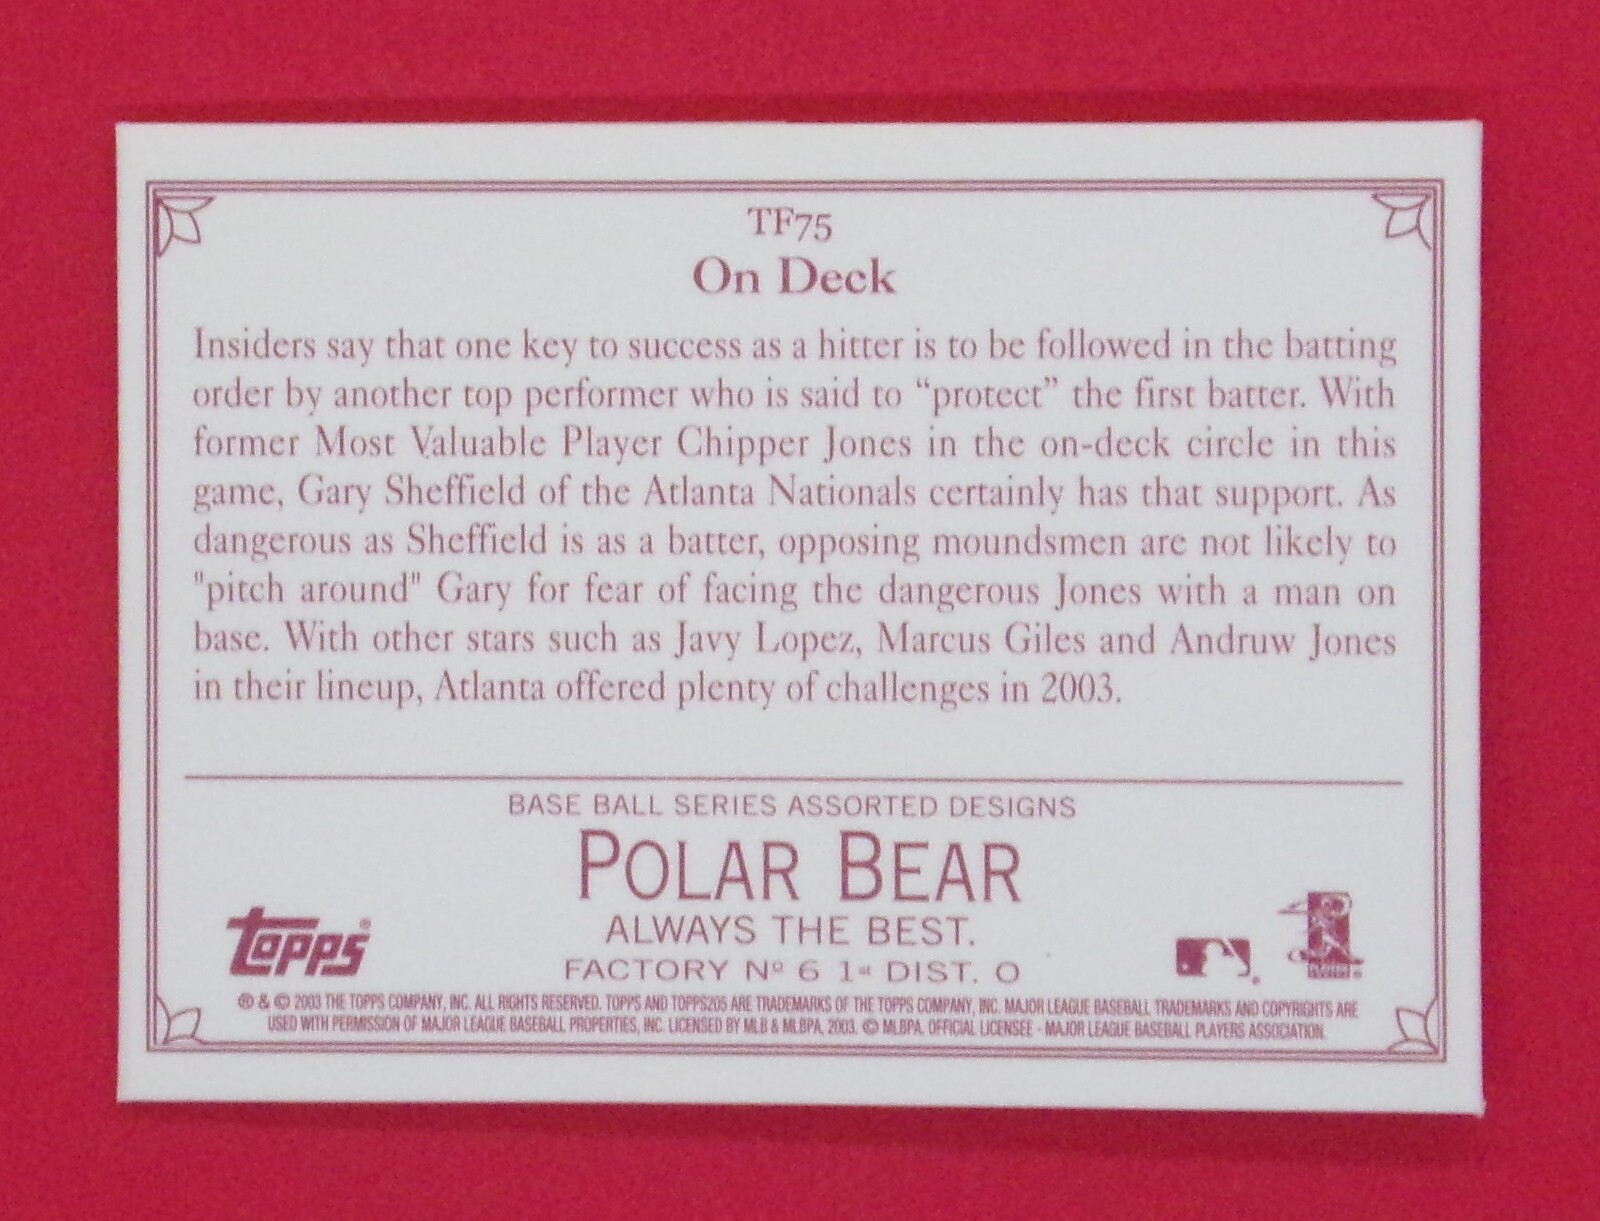 TF75
On Deck
Insiders say that one key to success as a hitter is to be followed in the batting
order by another top performer who is said to “protect” the first batter. With
former Most Valuable Player Chipper Jones in the on-deck circle in this
game, Gary Sheffield of the Atlanta Nationals certainly has that support. As
dangerous as Sheffield is as a batter, opposing moundsmen are not likely to
"pitch around" Gary for fear of facing the dangerous Jones with a man on
base. With other stars such as Javy Lopez, Marcus Giles and Andruw Jones
in their lineup, Atlanta offered plenty of challenges in 2003.
BASE BALL SERIES ASSORTED DESIGNS
POLAR BEAR
ALWAYS THE BEST.
FACTORY Nº 6 1st DIST. O
topps®
® & © 2003 THE TOPPS COMPANY, INC. ALL RIGHTS RESERVED. TOPPS AND TOPPS205 ARE TRADEMARKS OF THE TOPPS COMPANY, INC. MAJOR LEAGUE BASEBALL TRADEMARKS AND COPYRIGHTS ARE
USED WITH PERMISSION OF MAJOR LEAGUE BASEBALL PROPERTIES, INC. LICENSED BY MLB & MLBPA, 2003. © MLBPA. OFFICIAL LICENSEE - MAJOR LEAGUE BASEBALL PLAYERS ASSOCIATION.